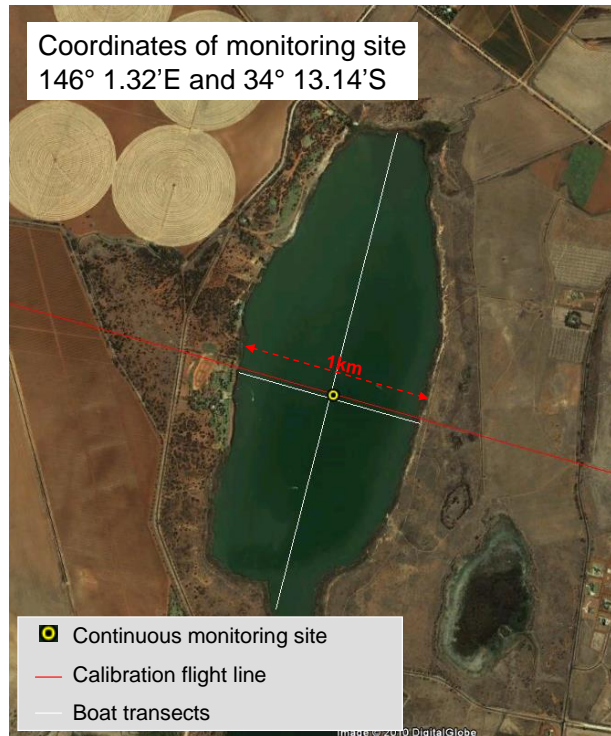 Coordinates of monitoring site
146° 1.32’E and 34° 13.14’S
1km
Continuous monitoring site
Calibration flight line
Boat transects
Image © 2010 DigitalGlobe